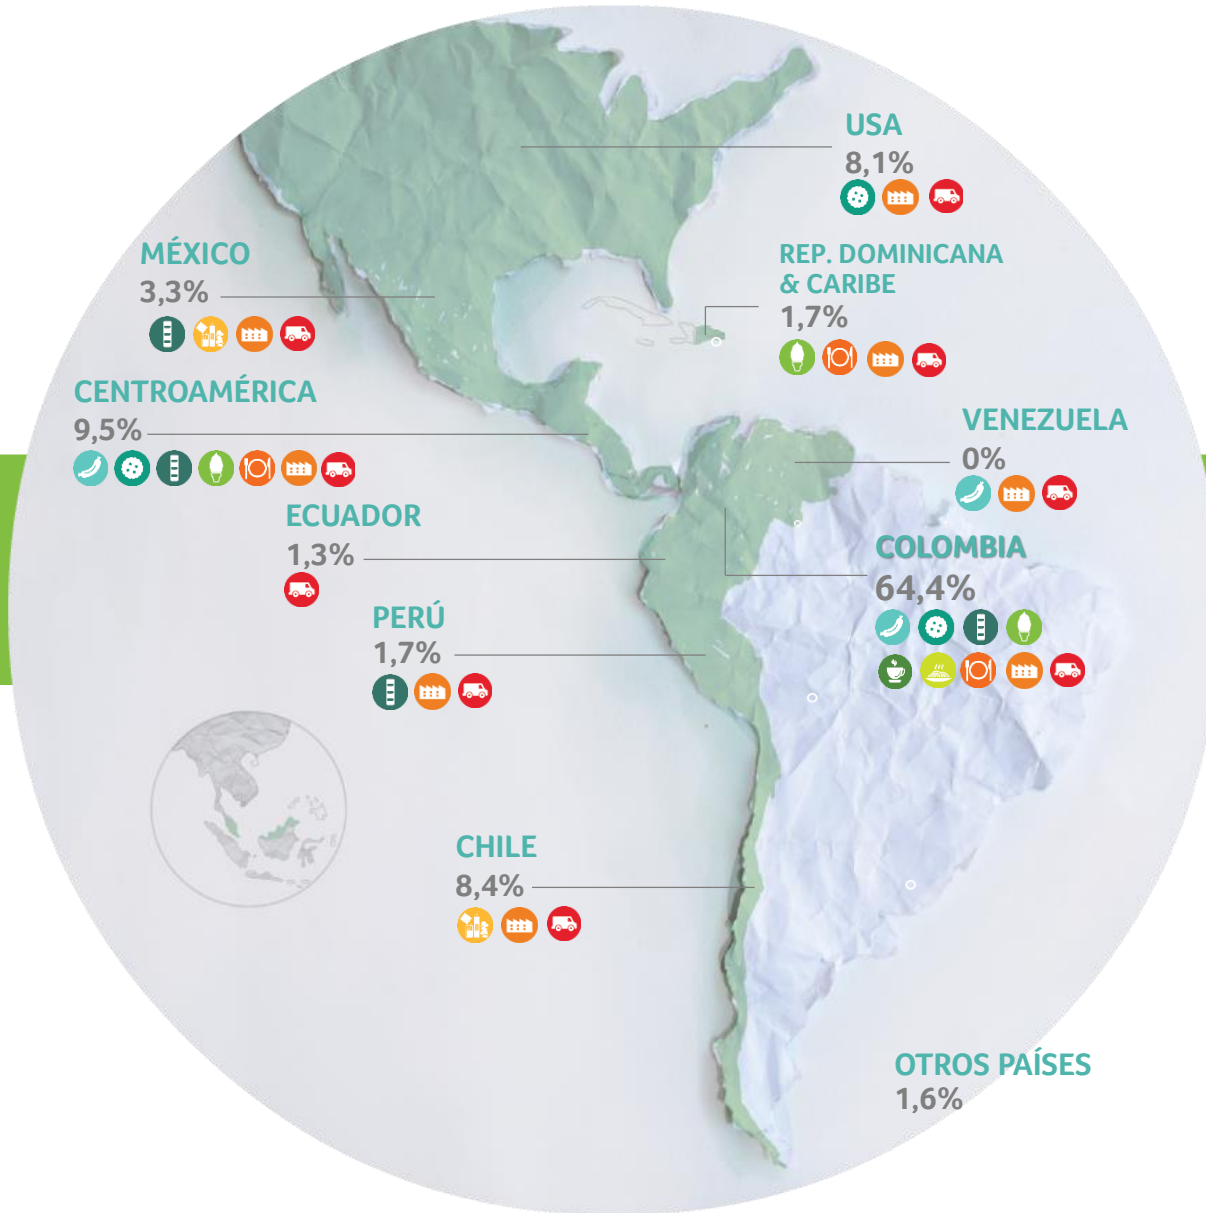 USA
8,1%
MÉXICO
3,3%
REP. DOMINICANA
& CARIBE
1,7%
CENTROAMÉRICA
9,5%
VENEZUELA
0%
ECUADOR
1,3%
COLOMBIA
64,4%
PERÚ
1,7%
CHILE
8,4%
OTROS PAÍSES
1,6%